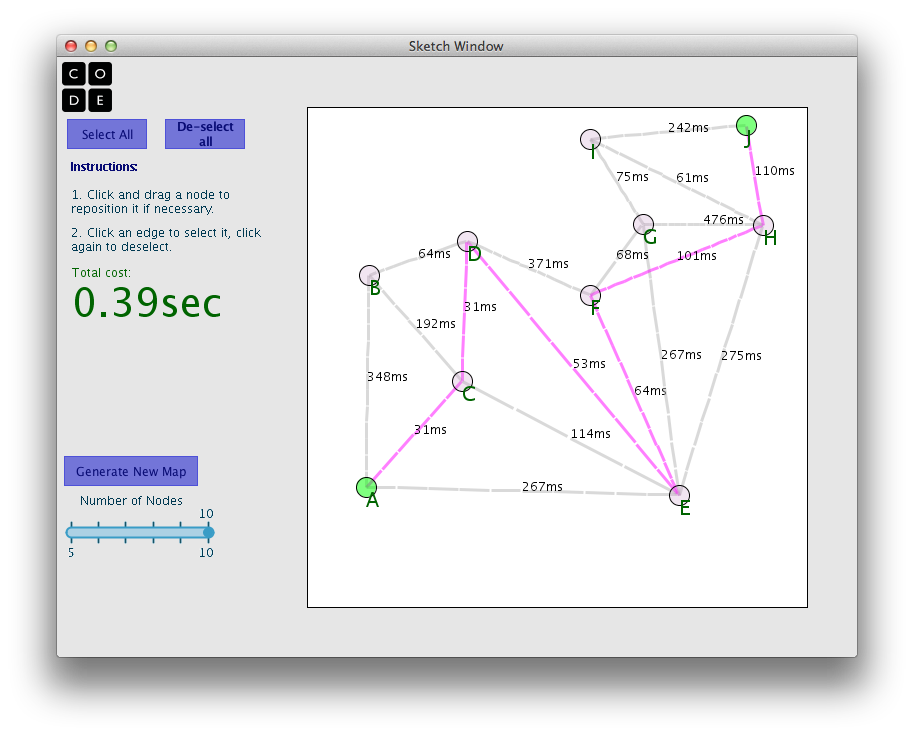 Sketch Window
C O
D E
Select All
De-select
all
Instructions:
1. Click and drag a node to
reposition it if necessary.
2. Click an edge to select it, click
again to deselect.
Total cost:
0.39sec
Generate New Map
Number of Nodes
10
5
10
242ms
J
I
75ms
61ms
110ms
476ms
G
H
64ms
D
68ms
101ms
371ms
B
F
31ms
192ms
267ms
275ms
348ms
53ms
C
64ms
31ms
114ms
267ms
A
E